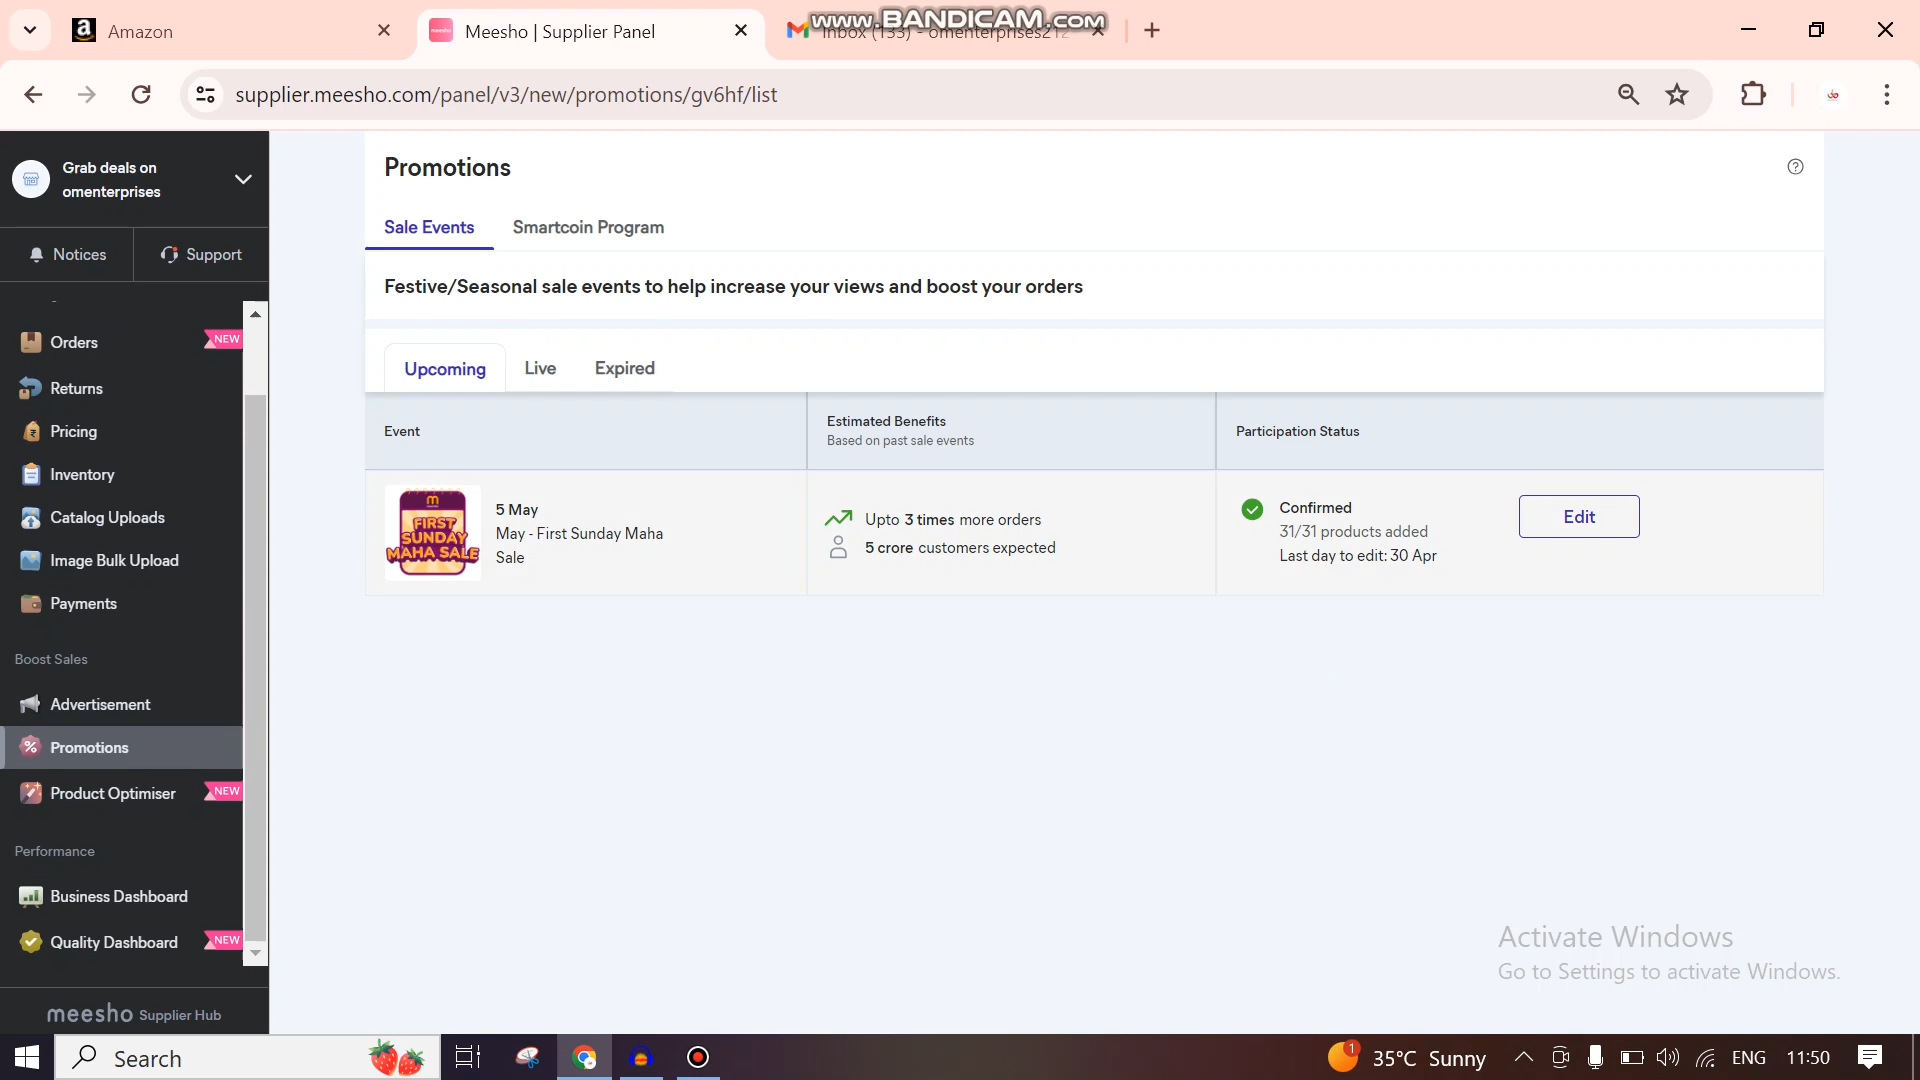 Amazon
Meesho | Supplier Panel
Inbox (133) - omenterprises212
www.BANDICAM.com
supplier.meesho.com/panel/v3/new/promotions/gv6hf/list
Grab deals on
omenterprises
Notices
Support
Orders
NEW
Returns
Pricing
Inventory
Catalog Uploads
Image Bulk Upload
Payments
Boost Sales
Advertisement
Promotions
Product Optimiser
NEW
Performance
Business Dashboard
Quality Dashboard
NEW
meesho Supplier Hub
Promotions
Sale Events
Smartcoin Program
Festive/Seasonal sale events to help increase your views and boost your orders
Upcoming
Live
Expired
Event
Estimated Benefits
Based on past sale events
Participation Status
FIRST
SUNDAY
MAHA SALE
5 May
May - First Sunday Maha
Sale
Upto 3 times more orders
5 crore customers expected
Confirmed
31/31 products added
Last day to edit: 30 Apr
Edit
Activate Windows
Go to Settings to activate Windows.
Search
1
35°C Sunny
ENG
11:50